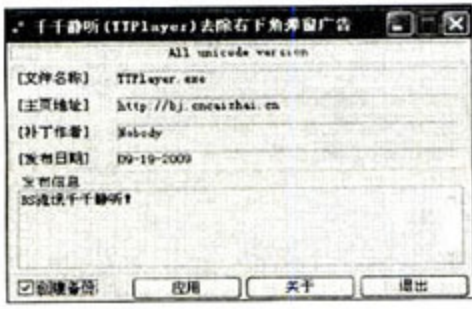 千千静听(TTPlayer)去除右下角弹窗广告
All unicode version
[文件名称] TTPlayer.exe
[主页地址] http://bj.cncaizhai.cn
[补丁作者] Nobody
[发布日期] 09-19-2009
发布信息
BS流氓千千静听!
创建备份 应用 关于 退出